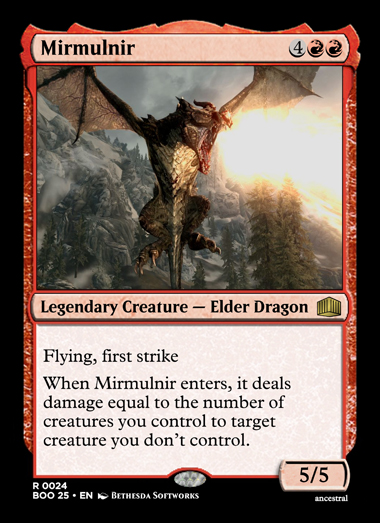 Mirmulnir 4
Legendary Creature — Elder Dragon
Flying, first strike
When Mirmulnir enters, it deals
damage equal to the number of
creatures you control to target
creature you don't control.
5/5
R 0024
BOO 25 • EN Bethesda Softworks
ancestral